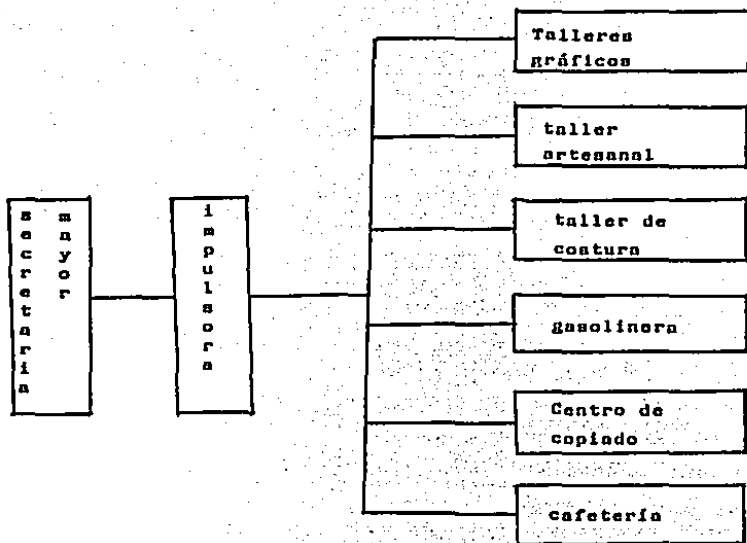 secretaria
mayor
impulsora
Talleres
gráficos
taller
artesanal
taller de
costura
gasolinera
Centro de
copiado
cafetería